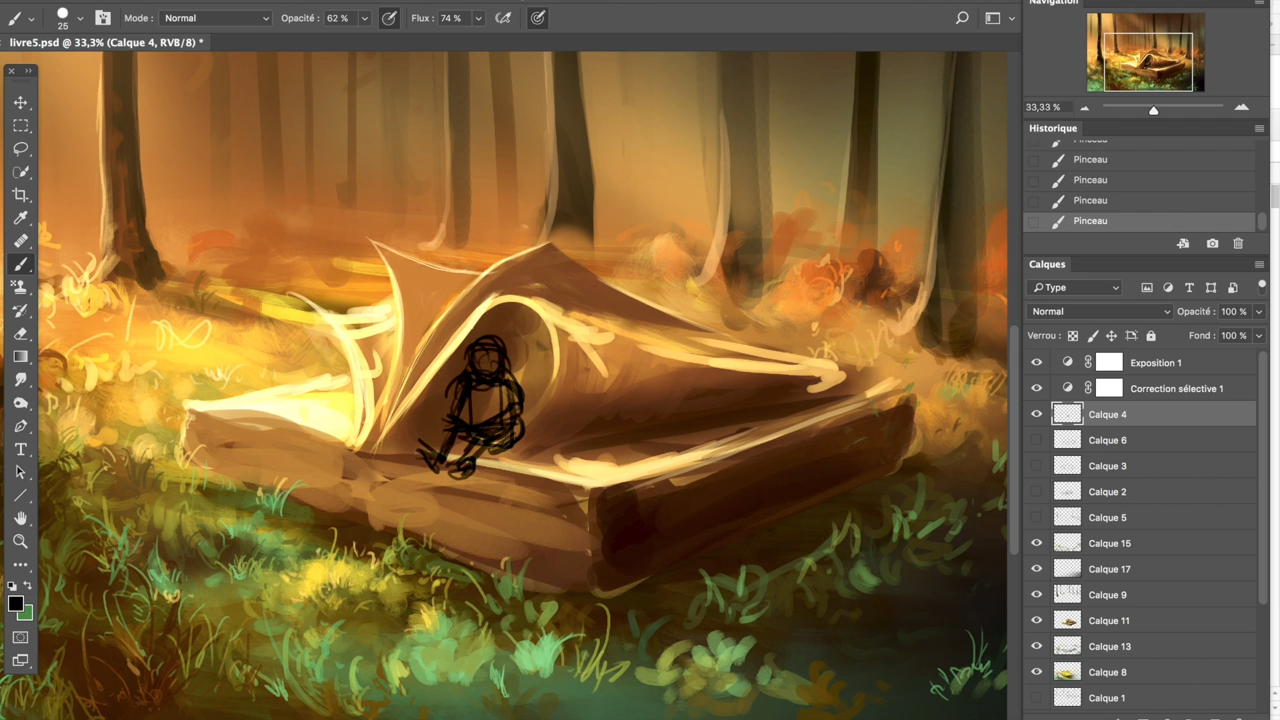 Navigation
25 Mode : Normal Opacité : 62 % Flux : 74 %
livre5.psd @ 33,3% (Calque 4, RVB/8) *
33,33 %
Historique
Pinceau
Pinceau
Pinceau
Pinceau
Calques
Type
Normal Opacité : 100 %
Verrou : Fond : 100 %
Exposition 1
Correction sélective 1
Calque 4
Calque 6
Calque 3
Calque 2
Calque 5
Calque 15
Calque 17
Calque 9
Calque 11
Calque 13
Calque 8
Calque 1